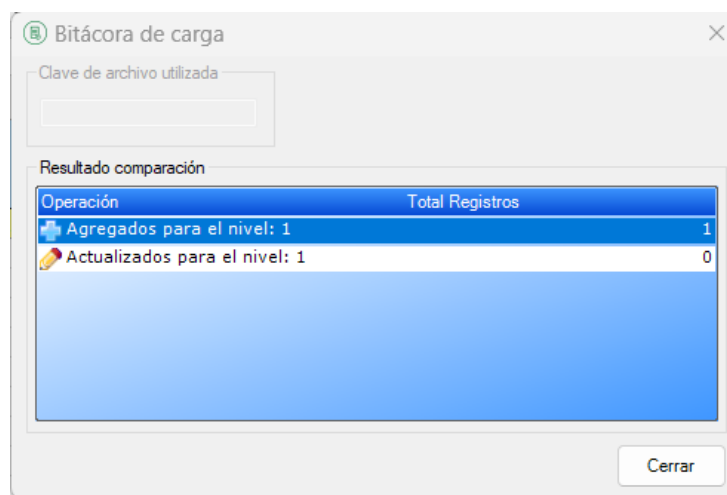 Bitácora de carga
Clave de archivo utilizada
Resultado comparación
Operación Total Registros
Agregados para el nivel: 1 1
Actualizados para el nivel: 1 0
Cerrar